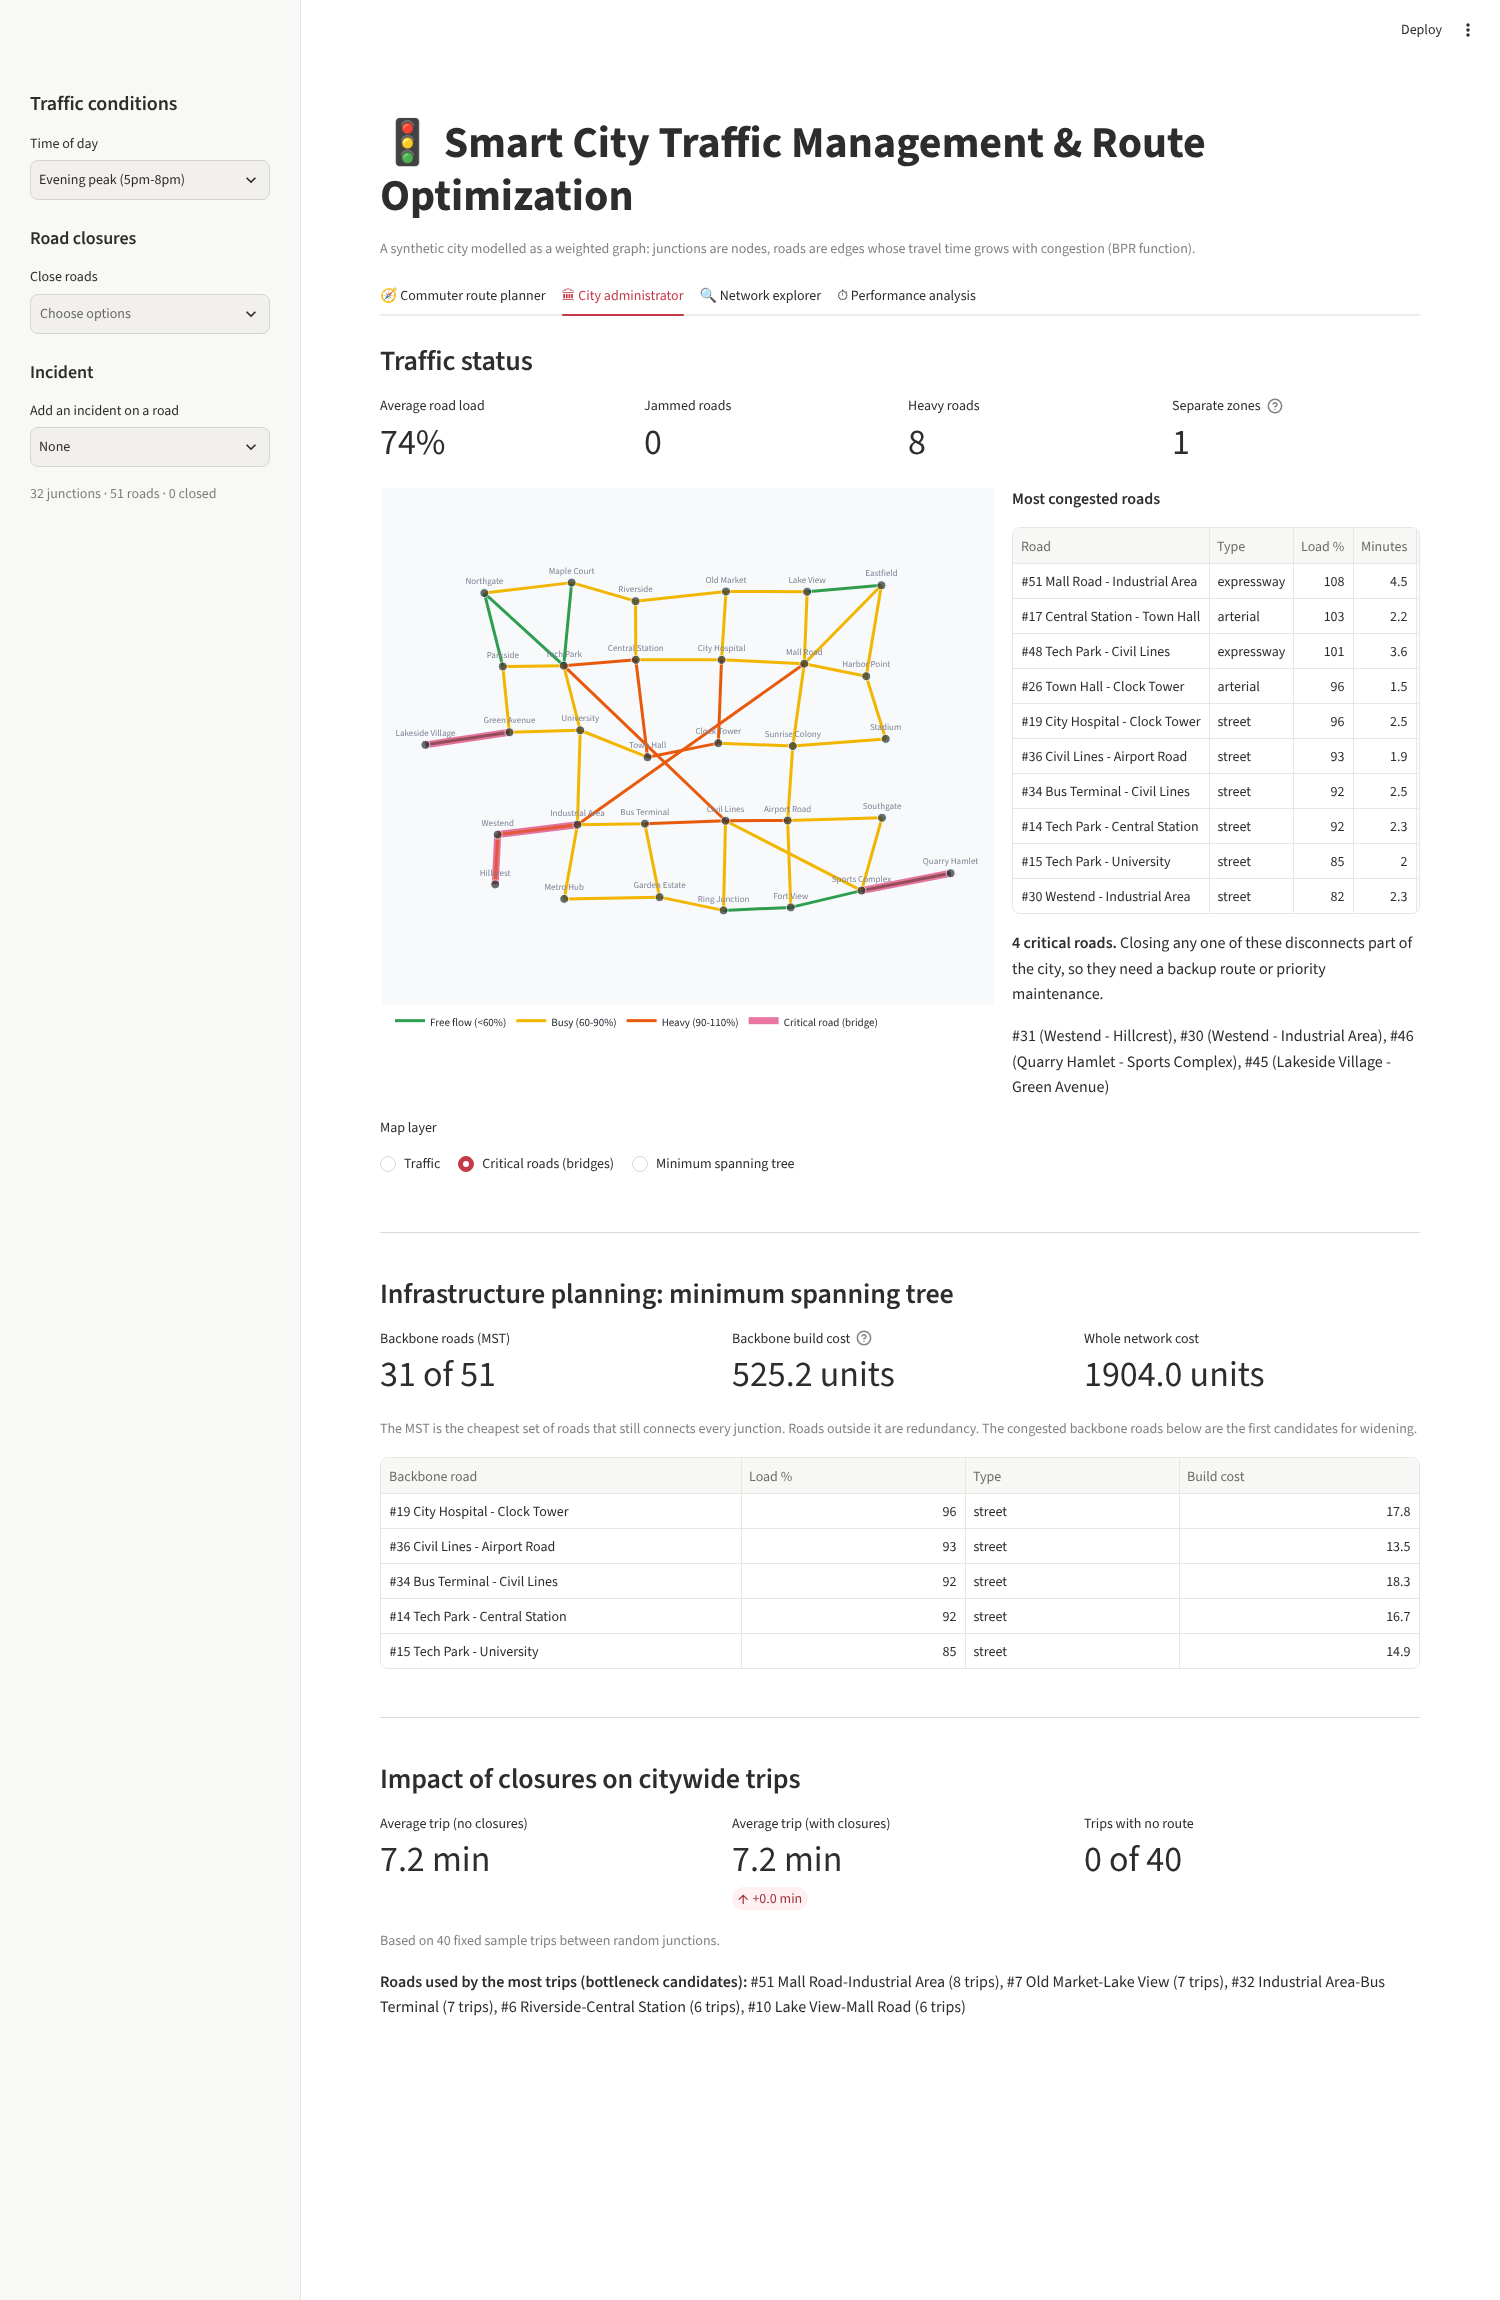 Deploy
Traffic conditions
Time of day
Evening peak (5pm-8pm)
Road closures
Close roads
Choose options
Incident
Add an incident on a road
None
32 junctions · 51 roads · 0 closed
🚦 Smart City Traffic Management & Route
Optimization
A synthetic city modelled as a weighted graph: junctions are nodes, roads are edges whose travel time grows with congestion (BPR function).
🧭 Commuter route planner 🏛 City administrator 🔍 Network explorer ⏱ Performance analysis
Traffic status
Average road load Jammed roads Heavy roads Separate zones
74% 0 8 1
Maple Court
Northgate
Riverside
Old Market
Lake View
Eastfield
Parkside
Tech Park
Central Station
City Hospital
Mall Road
Harbor Point
Lakeside Village
Green Avenue
University
Town Hall
Clock Tower
Sunrise Colony
Stadium
Westend
Industrial Area
Bus Terminal
Civil Lines
Airport Road
Southgate
Hillcrest
Metro Hub
Garden Estate
Ring Junction
Fort View
Sports Complex
Quarry Hamlet
Free flow (<60%) Busy (60-90%) Heavy (90-110%) Critical road (bridge)
Most congested roads
Road Type Load % Minutes
#51 Mall Road - Industrial Area expressway 108 4.5
#17 Central Station - Town Hall arterial 103 2.2
#48 Tech Park - Civil Lines expressway 101 3.6
#26 Town Hall - Clock Tower arterial 96 1.5
#19 City Hospital - Clock Tower street 96 2.5
#36 Civil Lines - Airport Road street 93 1.9
#34 Bus Terminal - Civil Lines street 92 2.5
#14 Tech Park - Central Station street 92 2.3
#15 Tech Park - University street 85 2
#30 Westend - Industrial Area street 82 2.3
4 critical roads. Closing any one of these disconnects part of
the city, so they need a backup route or priority
maintenance.
#31 (Westend - Hillcrest), #30 (Westend - Industrial Area), #46
(Quarry Hamlet - Sports Complex), #45 (Lakeside Village -
Green Avenue)
Map layer
Traffic Critical roads (bridges) Minimum spanning tree
Infrastructure planning: minimum spanning tree
Backbone roads (MST) Backbone build cost Whole network cost
31 of 51 525.2 units 1904.0 units
The MST is the cheapest set of roads that still connects every junction. Roads outside it are redundancy. The congested backbone roads below are the first candidates for widening.
Backbone road Load % Type Build cost
#19 City Hospital - Clock Tower 96 street 17.8
#36 Civil Lines - Airport Road 93 street 13.5
#34 Bus Terminal - Civil Lines 92 street 18.3
#14 Tech Park - Central Station 92 street 16.7
#15 Tech Park - University 85 street 14.9
Impact of closures on citywide trips
Average trip (no closures) Average trip (with closures) Trips with no route
7.2 min 7.2 min 0 of 40
↑ +0.0 min
Based on 40 fixed sample trips between random junctions.
Roads used by the most trips (bottleneck candidates): #51 Mall Road-Industrial Area (8 trips), #7 Old Market-Lake View (7 trips), #32 Industrial Area-Bus
Terminal (7 trips), #6 Riverside-Central Station (6 trips), #10 Lake View-Mall Road (6 trips)